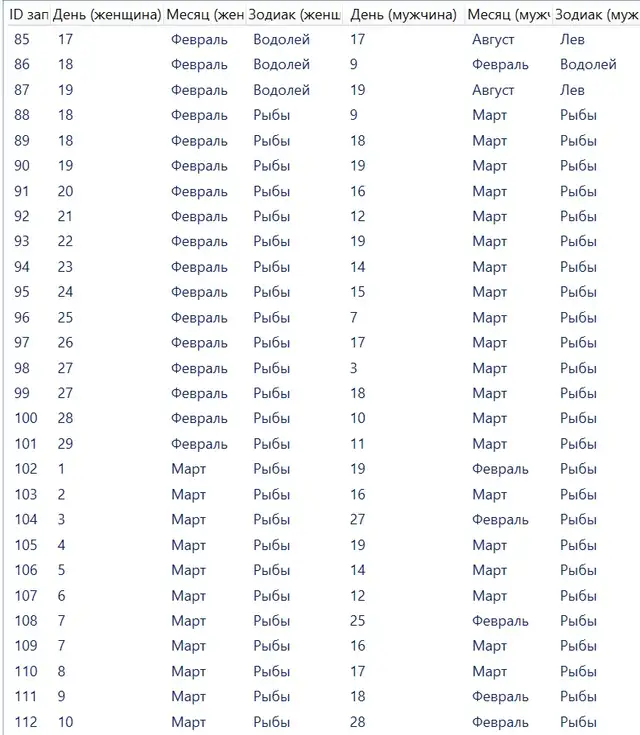 ID зап День (женщина) Месяц (жен Зодиак (женщ День (мужчина) Месяц (мужч Зодиак (муж
85 17 Февраль Водолей 17 Август Лев
86 18 Февраль Водолей 9 Февраль Водолей
87 19 Февраль Водолей 19 Август Лев
88 18 Февраль Рыбы 9 Март Рыбы
89 18 Февраль Рыбы 18 Март Рыбы
90 19 Февраль Рыбы 19 Март Рыбы
91 20 Февраль Рыбы 16 Март Рыбы
92 21 Февраль Рыбы 12 Март Рыбы
93 22 Февраль Рыбы 19 Март Рыбы
94 23 Февраль Рыбы 14 Март Рыбы
95 24 Февраль Рыбы 15 Март Рыбы
96 25 Февраль Рыбы 7 Март Рыбы
97 26 Февраль Рыбы 17 Март Рыбы
98 27 Февраль Рыбы 3 Март Рыбы
99 27 Февраль Рыбы 18 Март Рыбы
100 28 Февраль Рыбы 10 Март Рыбы
101 29 Февраль Рыбы 11 Март Рыбы
102 1 Март Рыбы 19 Февраль Рыбы
103 2 Март Рыбы 16 Март Рыбы
104 3 Март Рыбы 27 Февраль Рыбы
105 4 Март Рыбы 19 Март Рыбы
106 5 Март Рыбы 14 Март Рыбы
107 6 Март Рыбы 12 Март Рыбы
108 7 Март Рыбы 25 Февраль Рыбы
109 7 Март Рыбы 16 Март Рыбы
110 8 Март Рыбы 17 Март Рыбы
111 9 Март Рыбы 18 Февраль Рыбы
112 10 Март Рыбы 28 Февраль Рыбы